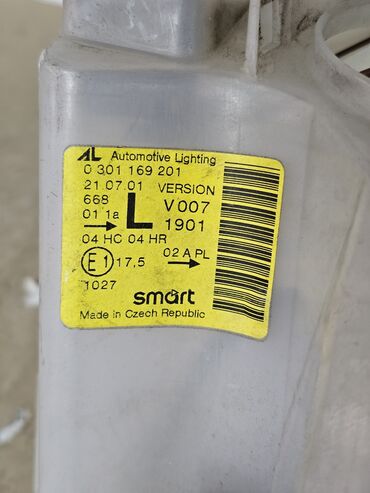 AL Automotive Lighting
0 301 169 201
21.07.01 VERSION
668 L V007
01 1a 1901
04 HC 04 HR
E1 17,5 02 A PL
1027
smart
Made in Czech Republic